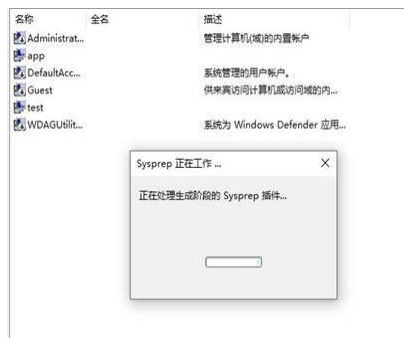 名称 全名 描述
Administrat... 管理计算机(域)的内置帐户
app
DefaultAcc... 系统管理的用户帐户。
Guest 供来宾访问计算机或访问域的内...
test
WDAGUtilit... 系统为 Windows Defender 应用...
Sysprep 正在工作 ...
正在处理生成阶段的 Sysprep 插件...